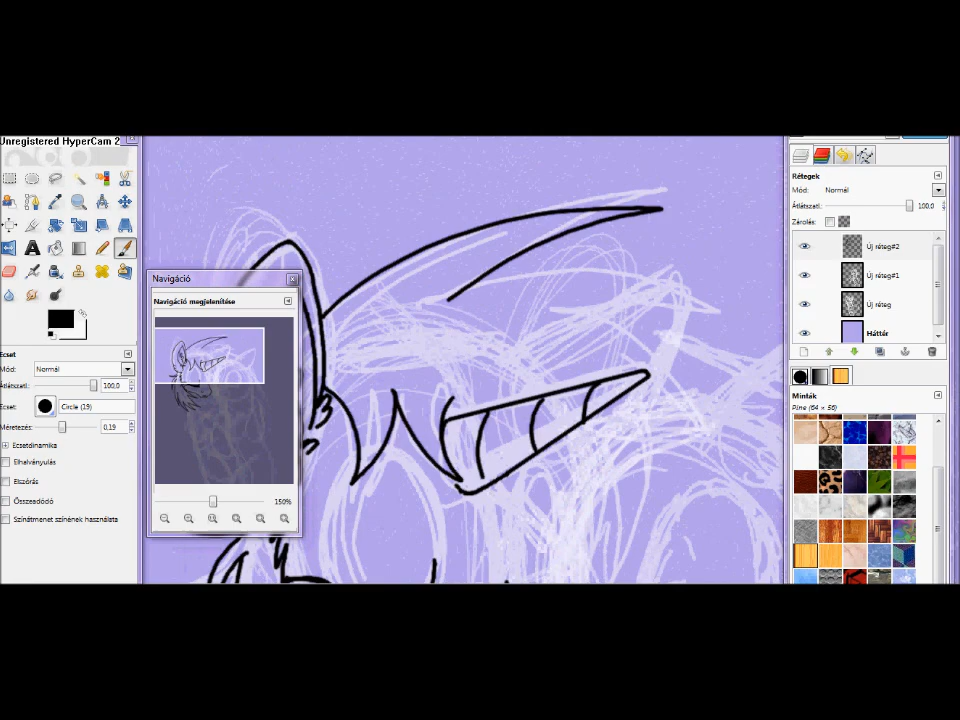 Unregistered HyperCam 2
Ecset
Mód:
Normál
Átlátszatl.:
100,0
Ecset:
Circle (19)
Méretezés:
0,19
Ecsetdinamika
Elhalványulás
Elszórás
Összeadódó
Színátmenet színének használata
Navigáció
Navigáció megjelenítése
150%
Rétegek
Mód:
Normál
Átlátszatl.:
100,0
Zárolás:
Új réteg#2
Új réteg#1
Új réteg
Háttér
Minták
Pine (64 × 56)